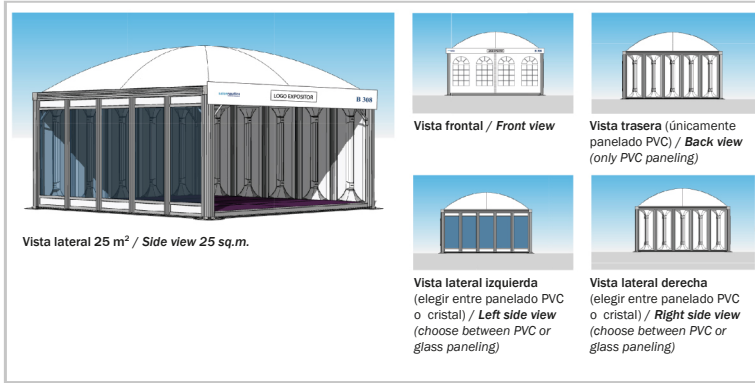 LOGO EXPOSITOR
B 308
Vista lateral 25 m² / Side view 25 sq.m.
Vista frontal / Front view
Vista trasera (únicamente
panelado PVC) / Back view
(only PVC paneling)
Vista lateral izquierda
(elegir entre panelado PVC
o cristal) / Left side view
(choose between PVC or
glass paneling)
Vista lateral derecha
(elegir entre panelado PVC
o cristal) / Right side view
(choose between PVC or
glass paneling)